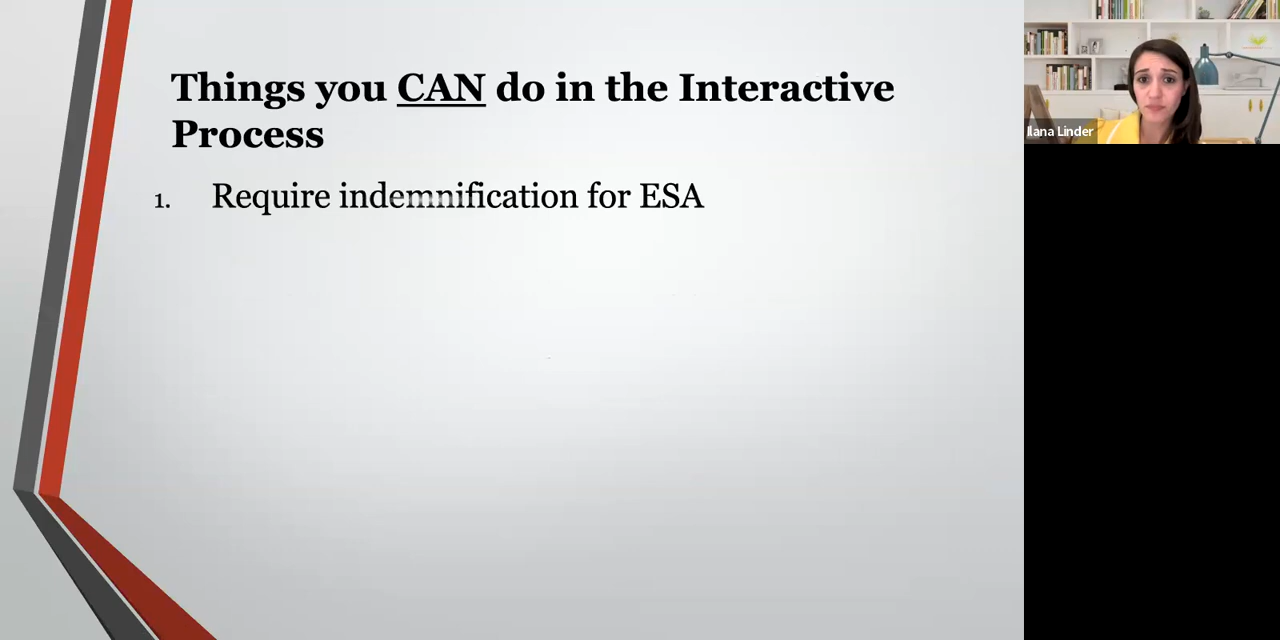 Things you CAN do in the Interactive
Process
1. Require indemnification for ESA
Ilana Linder